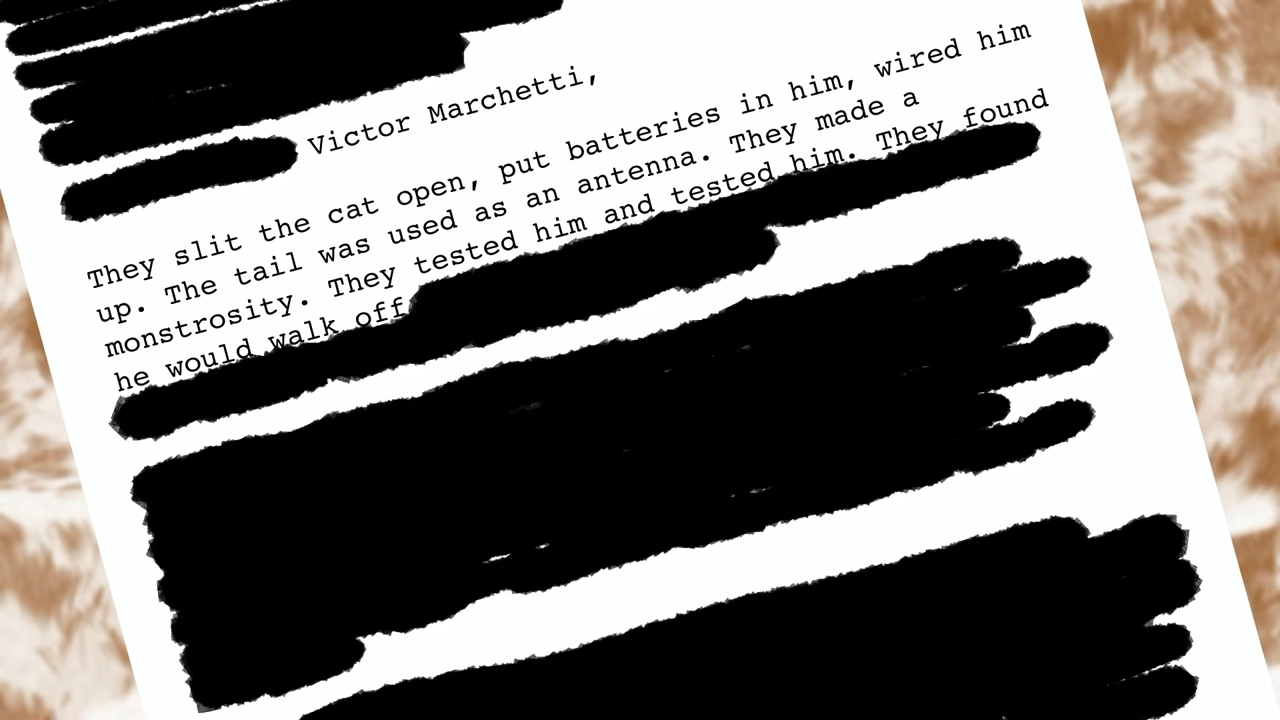 Victor Marchetti,
They slit the cat open, put batteries in him, wired him
up. The tail was used as an antenna. They made a
monstrosity. They tested him and tested him. They found
he would walk off